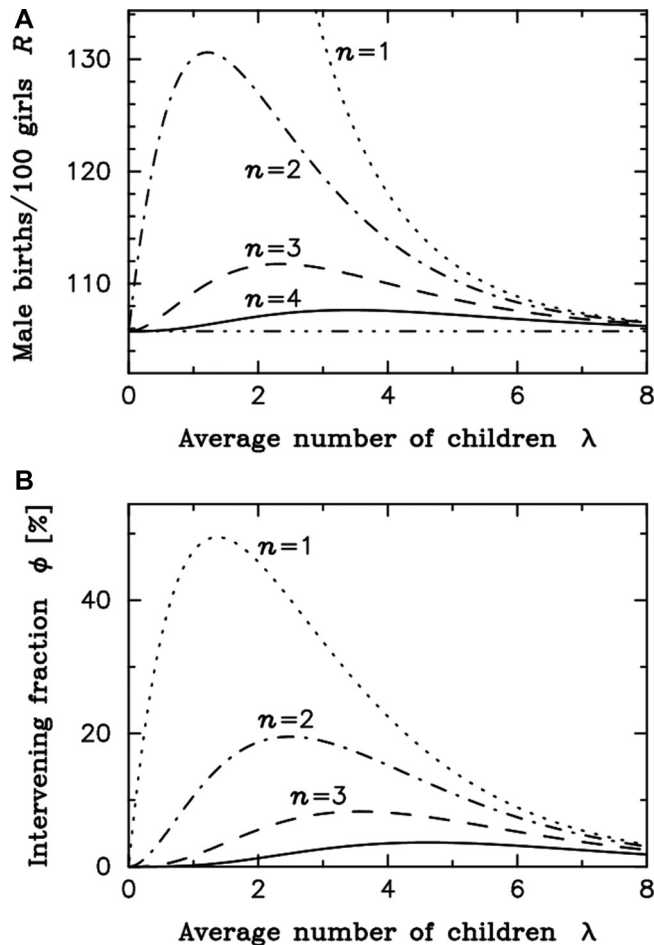 A
Male births/100 girls R
130
120
110
n=1
n=2
n=3
n=4
0 2 4 6 8
Average number of children λ
B
Intervening fraction ϕ [%]
40
20
0
n=1
n=2
n=3
0 2 4 6 8
Average number of children λ